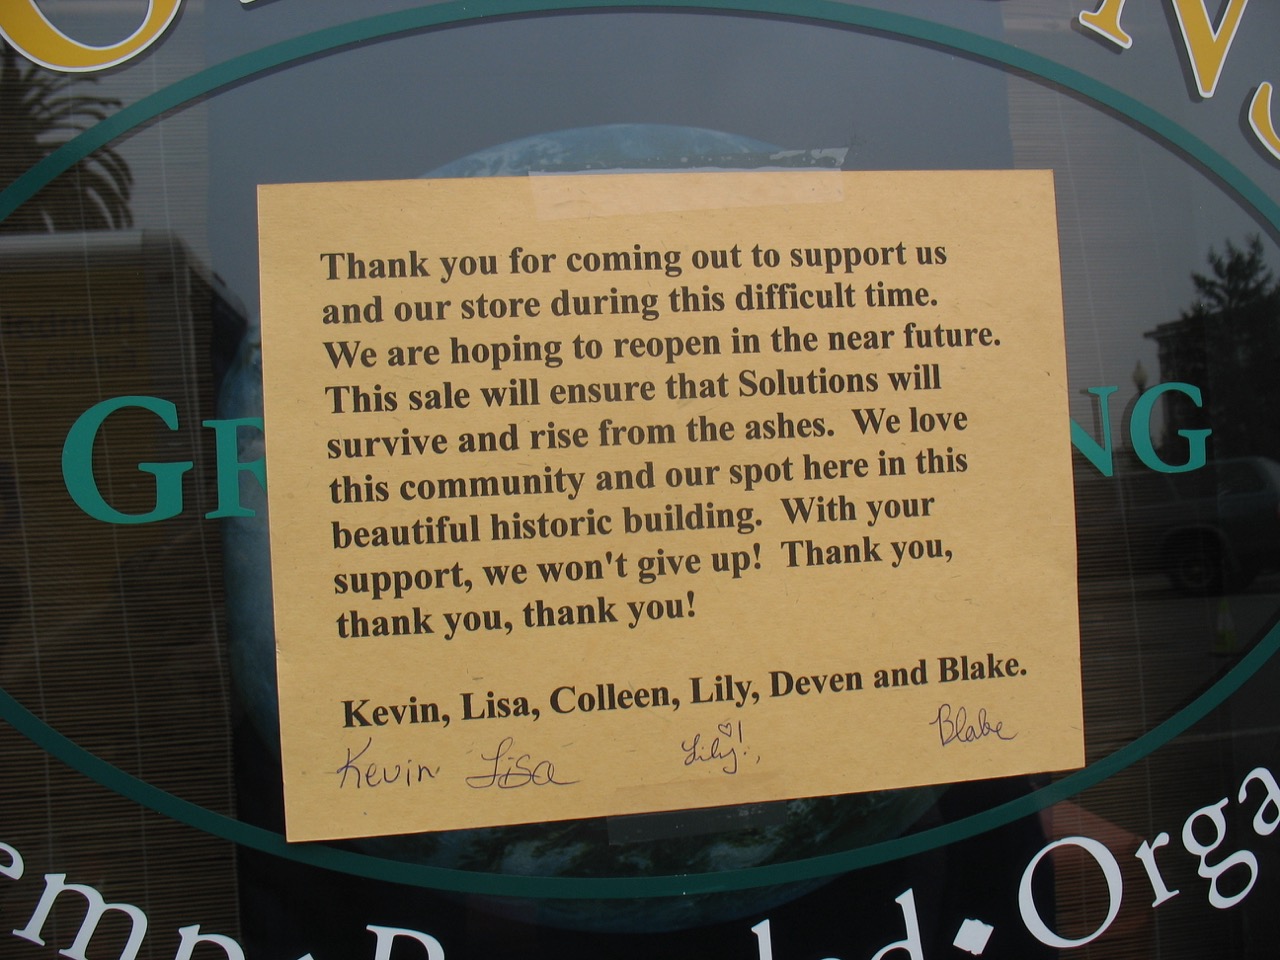 Thank you for coming out to support us
and our store during this difficult time.
We are hoping to reopen in the near future.
This sale will ensure that Solutions will
survive and rise from the ashes. We love
this community and our spot here in this
beautiful historic building. With your
support, we won't give up! Thank you,
thank you, thank you!
Kevin, Lisa, Colleen, Lily, Deven and Blake.
Kevin Lisa Lily! Blake